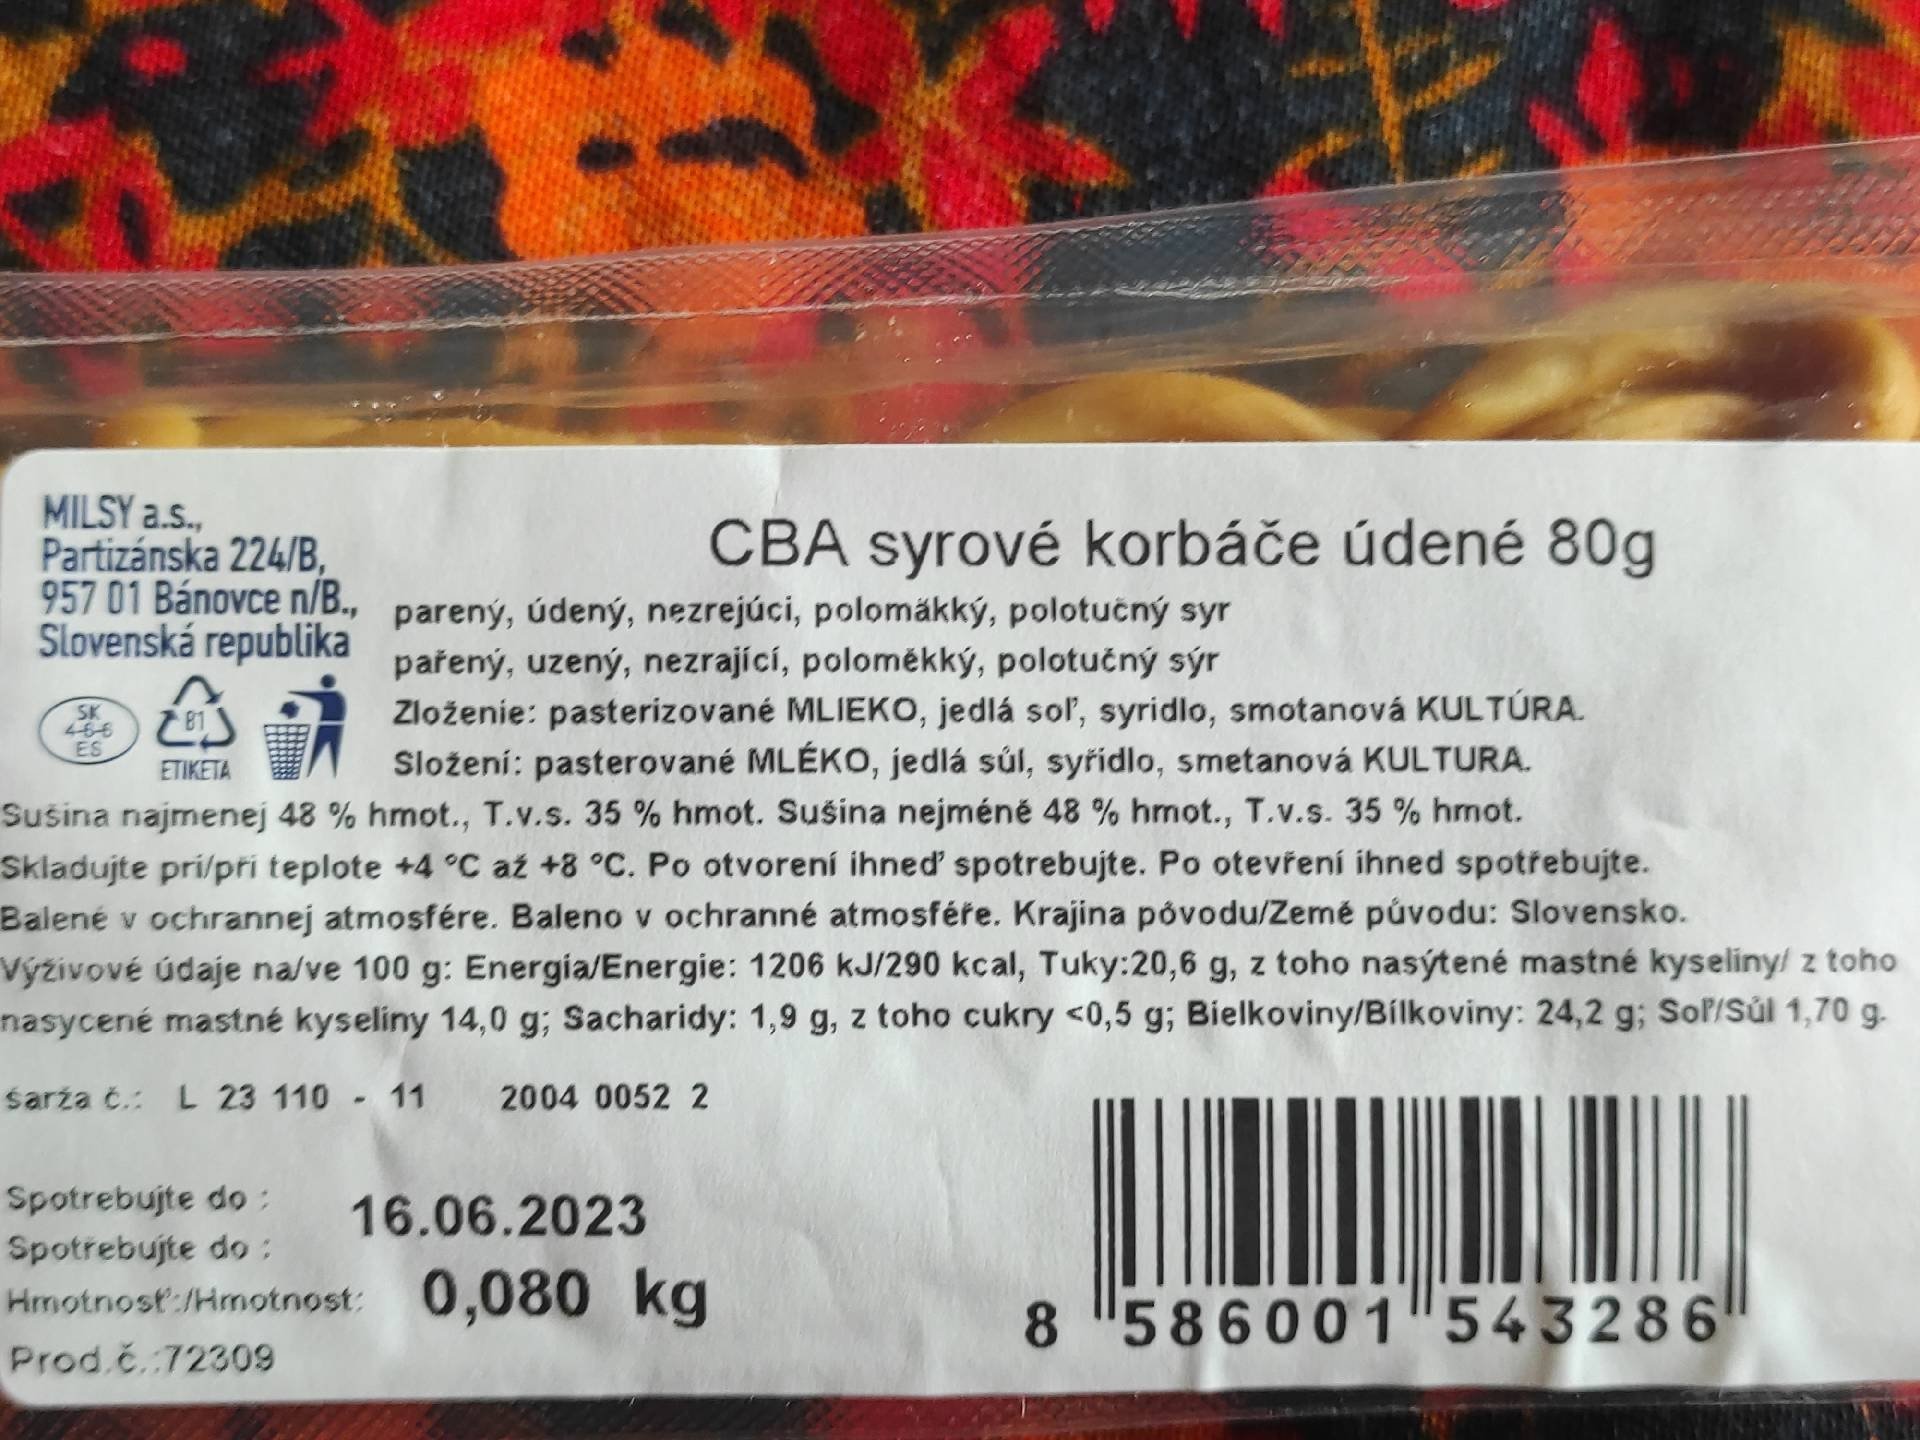 MILSY a.s.,
Partizánska 224/B,
957 01 Bánovce n/B.,
Slovenská republika
SK
4-6-6
ES
81
ETIKETA
CBA syrové korbáče údené 80g
parený, údený, nezrejúci, polomäkký, polotučný syr
pařený, uzený, nezrající, poloměkký, polotučný sýr
Zloženie: pasterizované MLIEKO, jedlá soľ, syridlo, smotanová KULTÚRA.
Složení: pasterované MLÉKO, jedlá sůl, syřidlo, smetanová KULTURA.
Sušina najmenej 48 % hmot., T.v.s. 35 % hmot. Sušina nejméně 48 % hmot., T.v.s. 35 % hmot.
Skladujte pri/při teplote +4 °C až +8 °C. Po otvorení ihneď spotrebujte. Po otevření ihned spotřebujte.
Balené v ochrannej atmosfére. Baleno v ochranné atmosféře. Krajina pôvodu/Země původu: Slovensko.
Výživové údaje na/ve 100 g: Energia/Energie: 1206 kJ/290 kcal, Tuky:20,6 g, z toho nasýtené mastné kyseliny/ z toho
nasycené mastné kyseliny 14,0 g; Sacharidy: 1,9 g, z toho cukry <0,5 g; Bielkoviny/Bílkoviny: 24,2 g; Soľ/Sůl 1,70 g.
šarža č.: L 23 110 - 11 2004 0052 2
Spotrebujte do : 16.06.2023
Spotřebujte do :
Hmotnosť:/Hmotnost: 0,080 kg
Prod.č.:72309
8 586001 543286